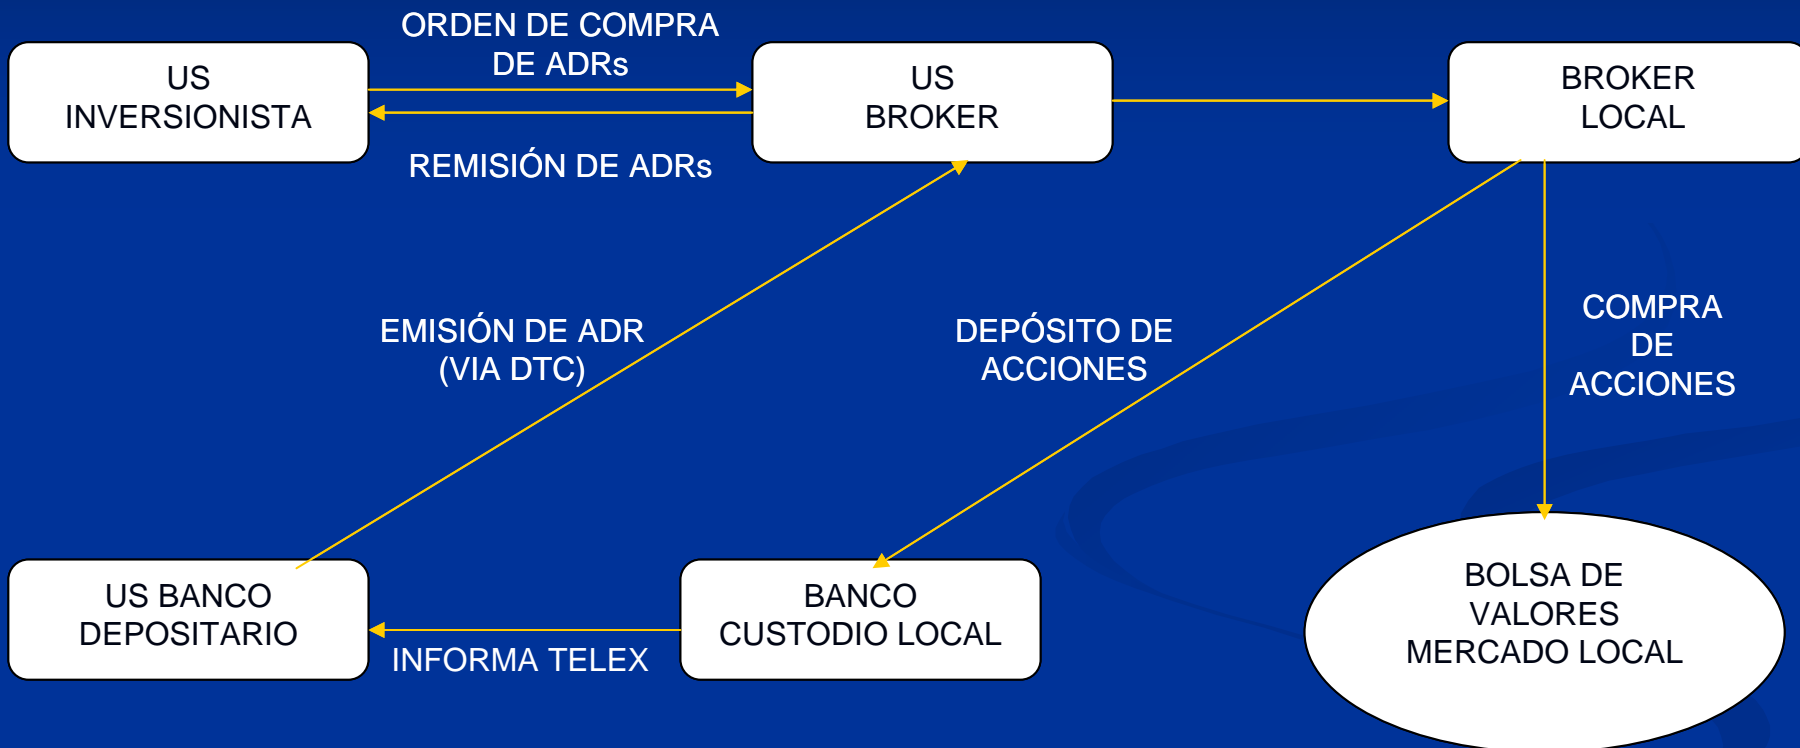 ORDEN DE COMPRA
DE ADRs
US
INVERSIONISTA
US
BROKER
BROKER
LOCAL
REMISIÓN DE ADRs
EMISIÓN DE ADR
(VIA DTC)
DEPÓSITO DE
ACCIONES
COMPRA
DE
ACCIONES
US BANCO
DEPOSITARIO
INFORMA TELEX
BANCO
CUSTODIO LOCAL
BOLSA DE
VALORES
MERCADO LOCAL